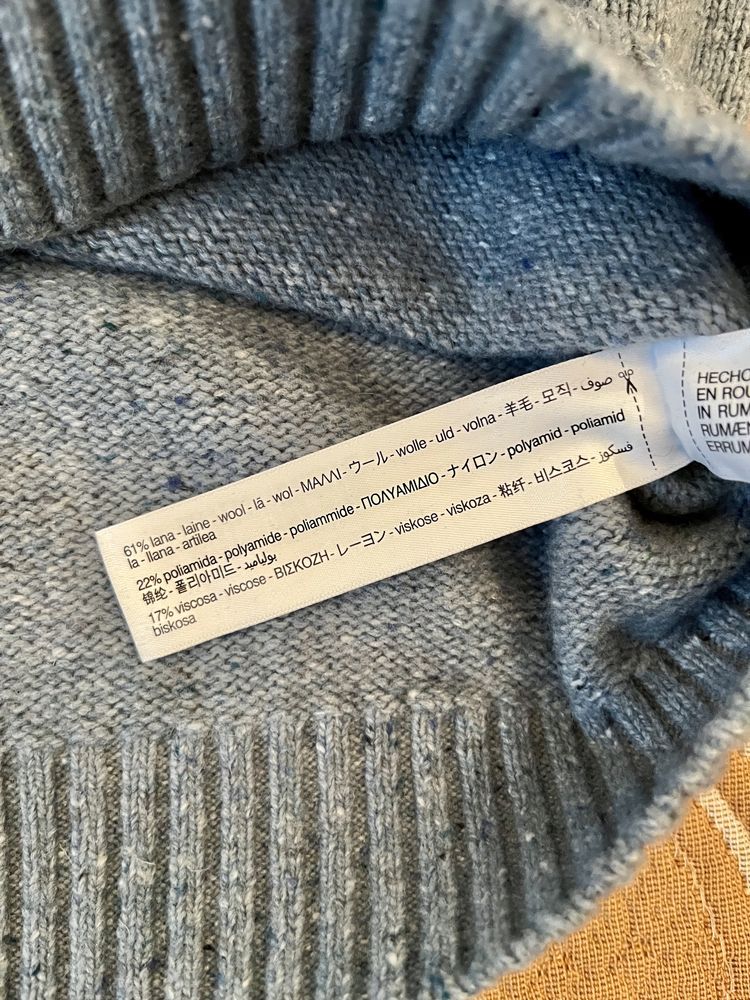 61% lana - laine - wool - lã - wol - ΜΑΛΛΙ - ウール - wolle - uld - volna - 羊毛 - 모직 - صوف
la - llana - artilea
22% poliamida - polyamide - poliammide - ΠΟΛΥΑΜΙΔΙΟ - ナイロン - polyamid - poliamid
锦纶 - 폴리아미드 - بولياميد
17% viscosa - viscose - ΒΙΣΚΟΖΗ - レーヨン - viskose - viskoza - 粘纤 - 비스코스 - فسكوز
biskosa
HECHO
EN ROU
IN RUM
RUMÆN
ERRUM